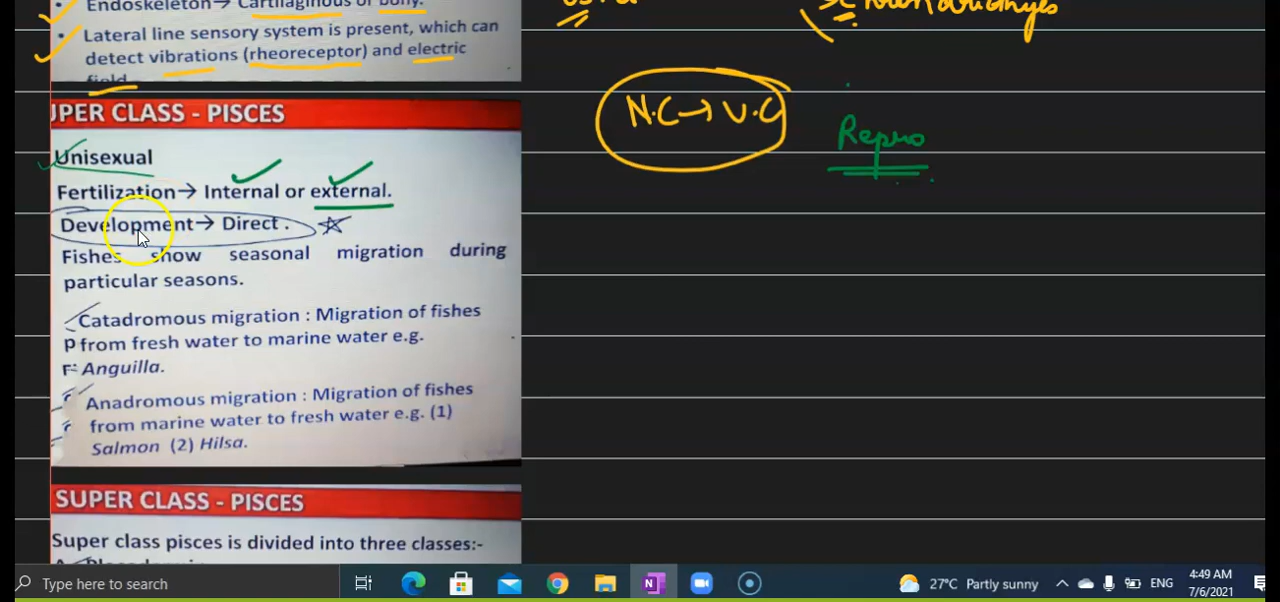 Endoskeleton→ Cartilaginous or bony.
Lateral line sensory system is present, which can
detect vibrations (rheoreceptor) and electric
field.
N.C → V.C
Repro
UPER CLASS - PISCES
Unisexual
Fertilization→ Internal or external.
Development→ Direct .
Fishes show seasonal migration during
particular seasons.
Catadromous migration : Migration of fishes
from fresh water to marine water e.g.
Anguilla.
Anadromous migration : Migration of fishes
from marine water to fresh water e.g. (1)
Salmon (2) Hilsa.
SUPER CLASS - PISCES
Super class pisces is divided into three classes:-
Type here to search
27°C Partly sunny
ENG
4:49 AM
7/6/2021